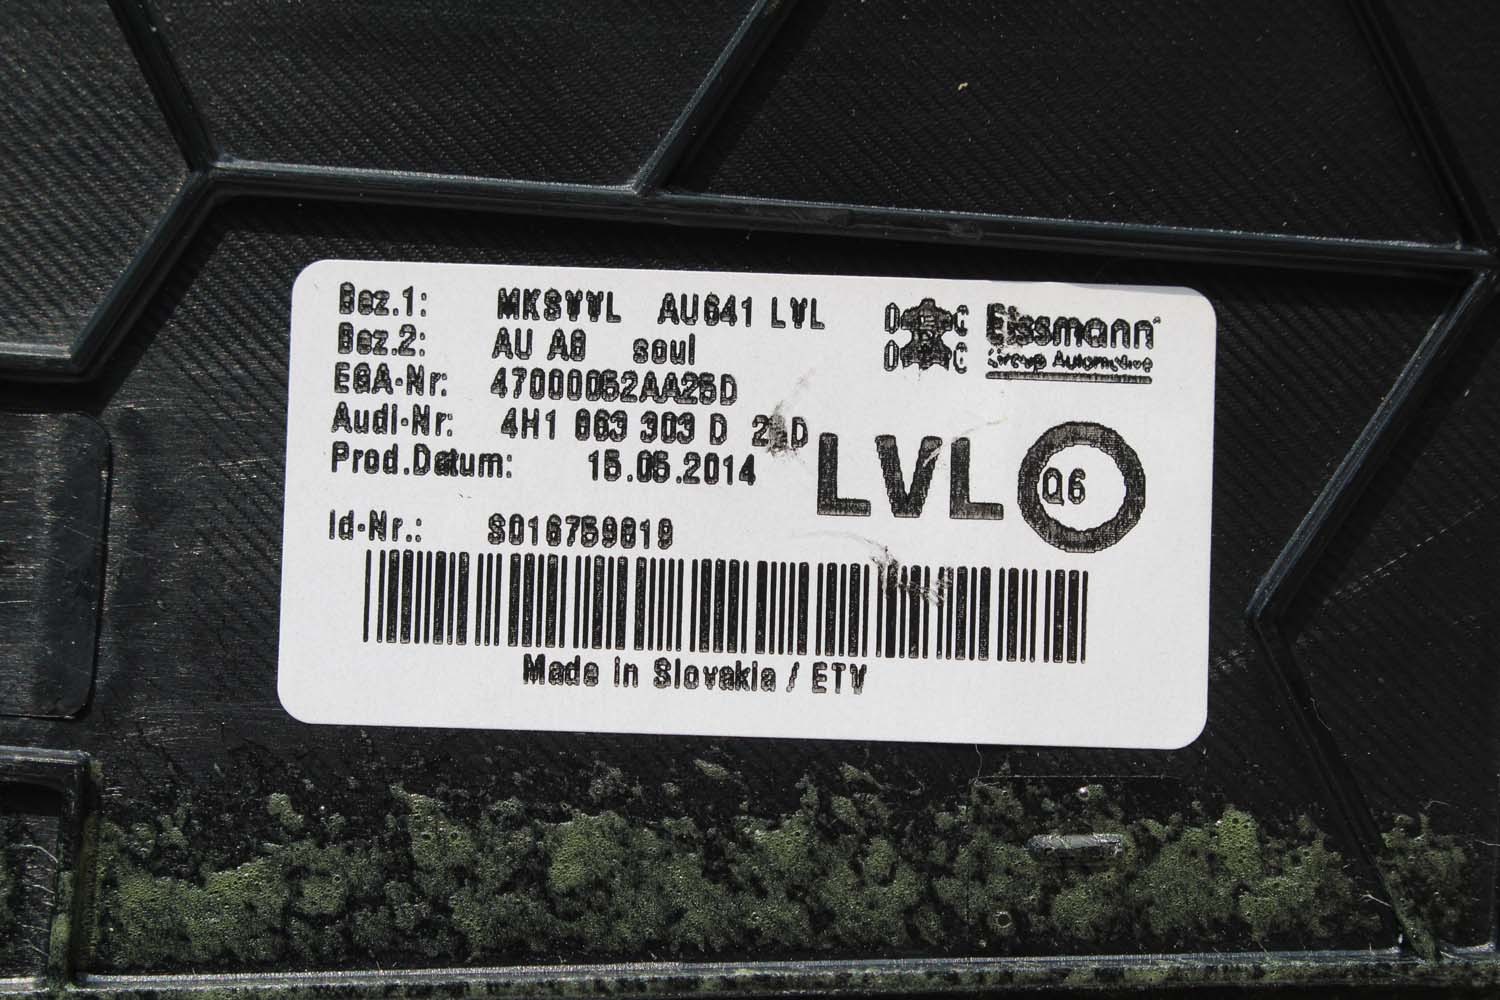 Bez.1: MKSVVL AU641 LVL
Bez.2: AU A8 soul
EGA-Nr: 47000052AA25D
Audi-Nr: 4H1 863 303 D
Prod.Datum: 15.05.2014
Id-Nr.: S016759819
Eissmann
Group Automotive
LVL Q6
Made in Slovakia / ETV